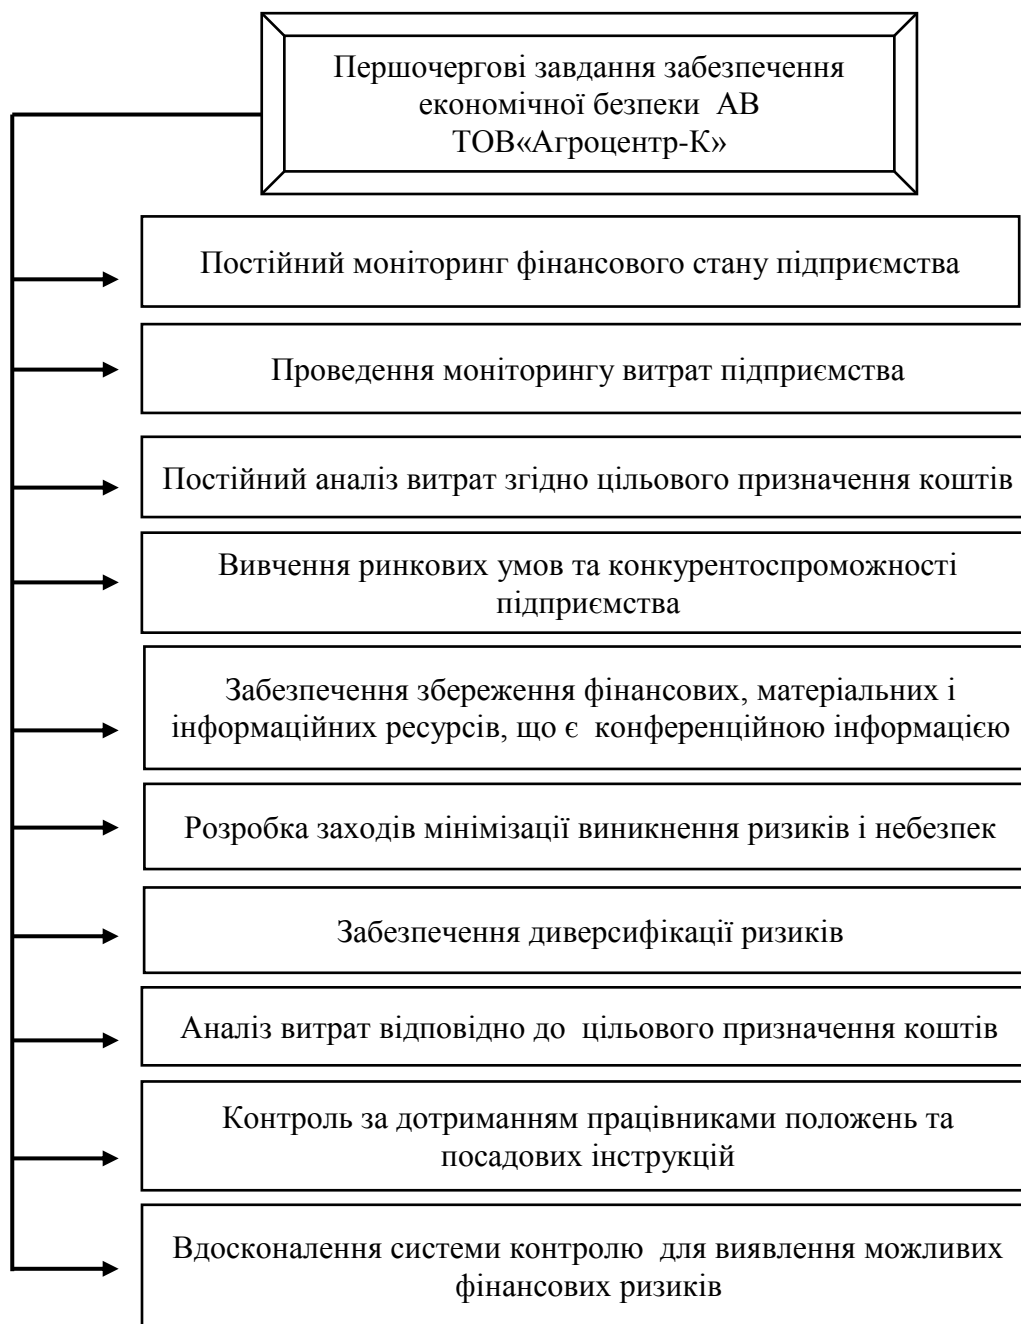 Першочергові завдання забезпечення
економічної безпеки АВ
ТОВ«Агроцентр-К»
Постійний моніторинг фінансового стану підприємства
Проведення моніторингу витрат підприємства
Постійний аналіз витрат згідно цільового призначення коштів
Вивчення ринкових умов та конкурентоспроможності
підприємства
Забезпечення збереження фінансових, матеріальних і
інформаційних ресурсів, що є конференційною інформацією
Розробка заходів мінімізації виникнення ризиків і небезпек
Забезпечення диверсифікації ризиків
Аналіз витрат відповідно до цільового призначення коштів
Контроль за дотриманням працівниками положень та
посадових інструкцій
Вдосконалення системи контролю для виявлення можливих
фінансових ризиків